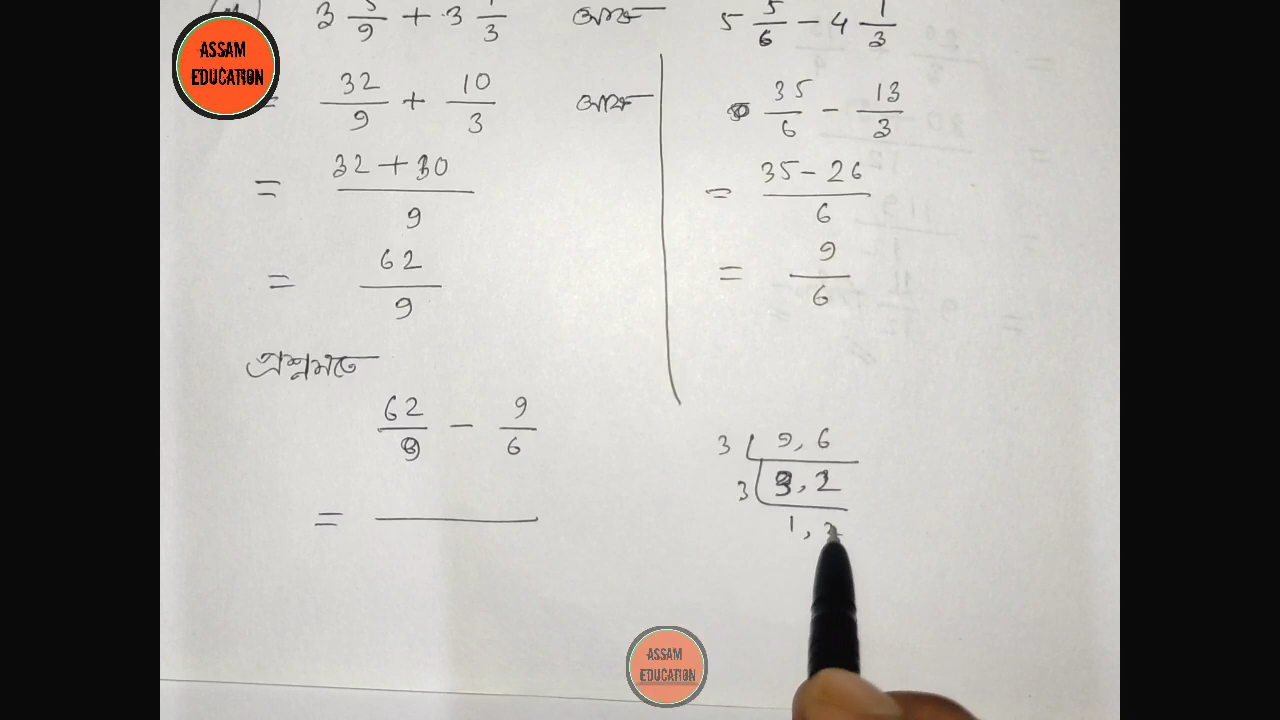 3 5/9 + 3 1/3 আৰু 5 5/6 - 4 1/3
ASSAM
EDUCATION
= 32/9 + 10/3 আৰু
= (32 + 30)/9
= 62/9
35/6 - 13/3
= (35 - 26)/6
= 9/6
প্ৰশ্নমতে
62/9 - 9/6
=
3 | 9, 6
3 | 3, 2
1, 2
ASSAM
EDUCATION